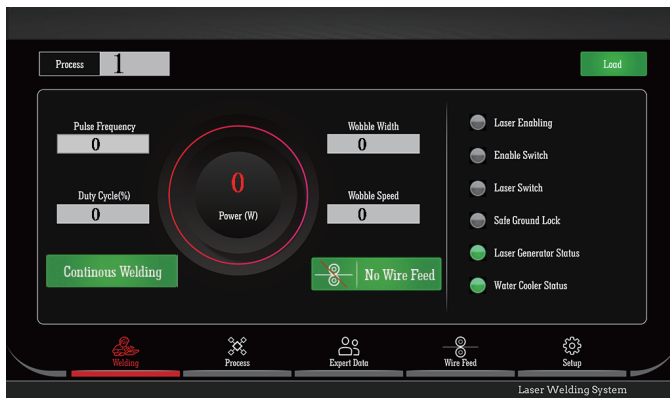 Process 1 Load
Pulse Frequency
0
Duty Cycle(%)
0
0
Power (W)
Wobble Width
0
Wobble Speed
0
Continous Welding
No Wire Feed
Laser Enabling
Enable Switch
Laser Switch
Safe Ground Lock
Laser Generator Status
Water Cooler Status
Welding Process Expert Data Wire Feed Setup
Laser Welding System